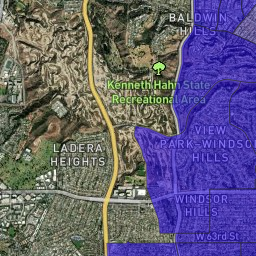 BALDWIN
HILLS
Kenneth Hahn State
Recreational Area
VIEW
PARK-WINDSOR
HILLS
LADERA
HEIGHTS
WINDSOR
HILLS
W 63rd St